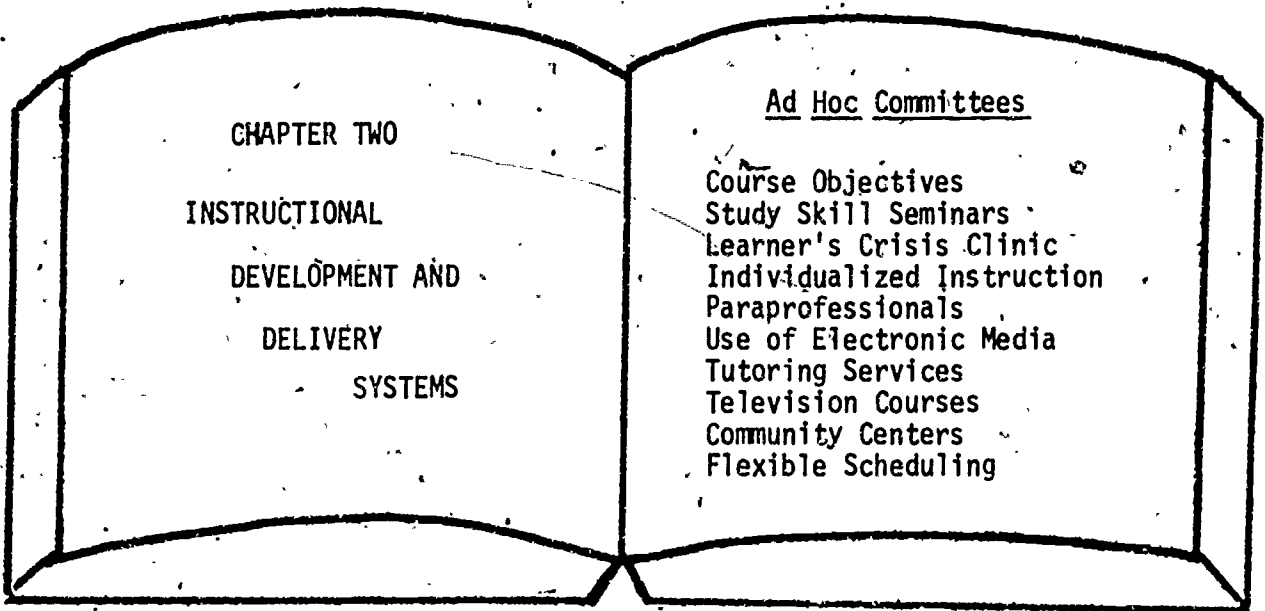 CHAPTER TWO
INSTRUCTIONAL
DEVELOPMENT AND
DELIVERY
SYSTEMS
Ad Hoc Committees
Course Objectives
Study Skill Seminars
Learner's Crisis Clinic
Individualized Instruction
Paraprofessionals
Use of Electronic Media
Tutoring Services
Television Courses
Community Centers
Flexible Scheduling